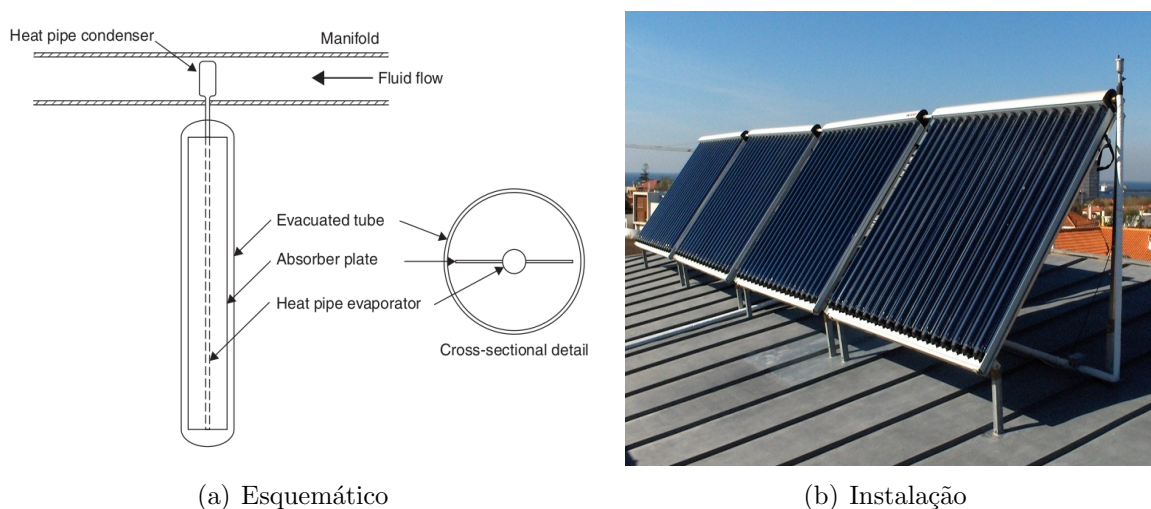 Heat pipe condenser
Manifold
Fluid flow
Evacuated tube
Absorber plate
Heat pipe evaporator
Cross-sectional detail
(a) Esquemático
(b) Instalação